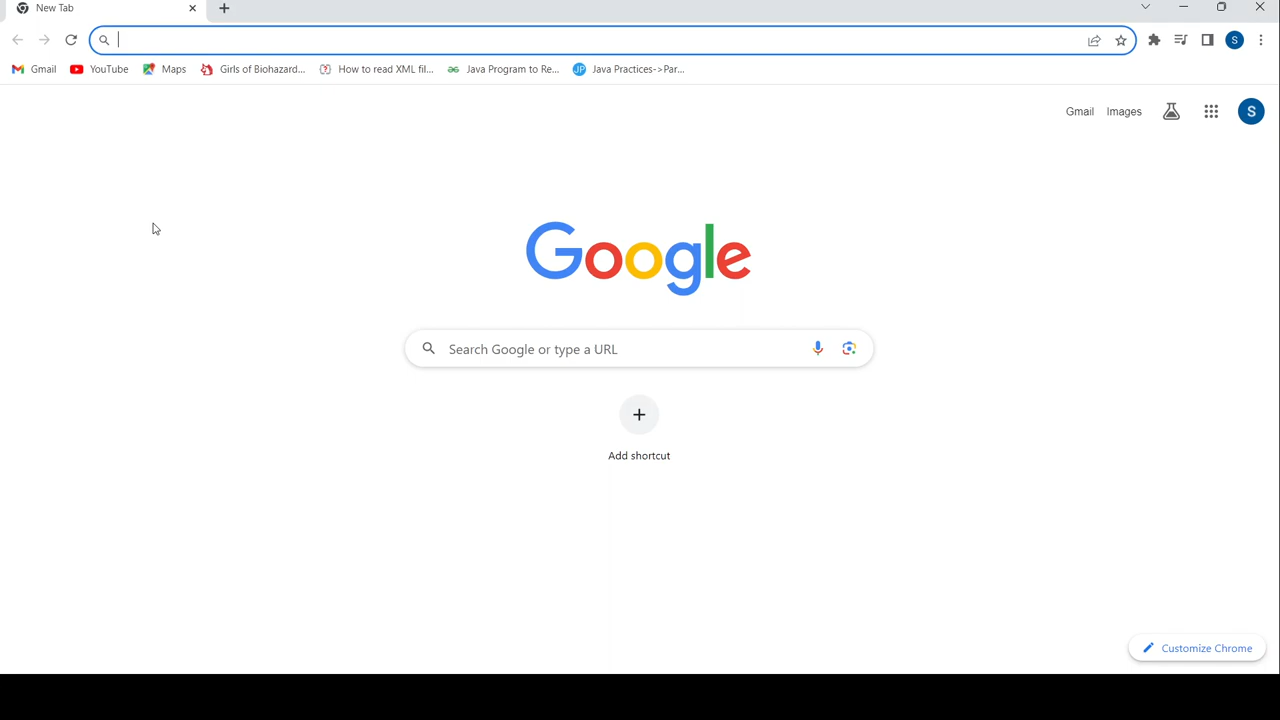 New Tab
Gmail YouTube Maps Girls of Biohazard... How to read XML fil... Java Program to Re... JP Java Practices->Par...
Gmail Images S
S
Google
Search Google or type a URL
Add shortcut
Customize Chrome